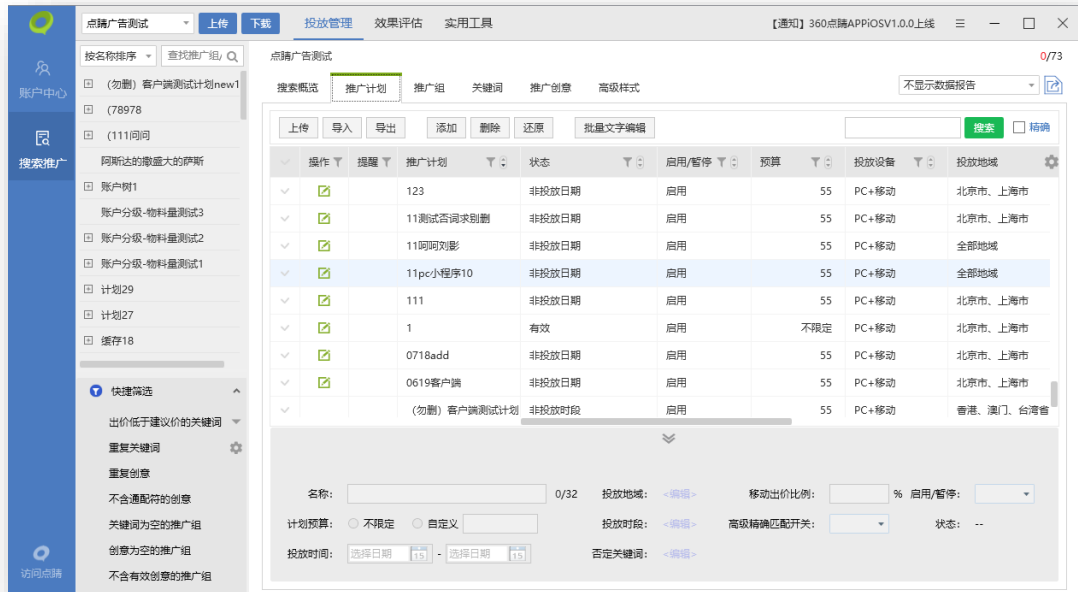 点睛广告测试 上传 下载 投放管理 效果评估 实用工具 【通知】360点睛APPiOSV1.0.0上线
账户中心
搜索推广
访问点睛
按名称排序 查找推广组/
(勿删) 客户端测试计划new1
(78978
(111问问
阿斯达的撒盛大的萨斯
账户树1
账户分级-物料量测试3
账户分级-物料量测试2
账户分级-物料量测试1
计划29
计划27
缓存18
快捷筛选
出价低于建议价的关键词
重复关键词
重复创意
不含通配符的创意
关键词为空的推广组
创意为空的推广组
不含有效创意的推广组
点睛广告测试 0/73
搜索概览 推广计划 推广组 关键词 推广创意 高级样式 不显示数据报告
上传 导入 导出 添加 删除 还原 批量文字编辑 搜索 精确
操作 提醒 推广计划 状态 启用/暂停 预算 投放设备 投放地域
123 非投放日期 启用 55 PC+移动 北京市、上海市
11测试否词求别删 非投放日期 启用 55 PC+移动 北京市、上海市
11呵呵刘影 非投放日期 启用 55 PC+移动 全部地域
11pc小程序10 非投放日期 启用 55 PC+移动 全部地域
111 非投放日期 启用 55 PC+移动 北京市、上海市
1 有效 启用 不限定 PC+移动 北京市、上海市
0718add 非投放日期 启用 55 PC+移动 北京市、上海市
0619客户端 非投放日期 启用 55 PC+移动 北京市、上海市
(勿删) 客户端测试计划 非投放时段 启用 55 PC+移动 香港、澳门、台湾省
名称: 0/32 投放地域: <编辑> 移动出价比例: % 启用/暂停:
计划预算: 不限定 自定义 投放时段: <编辑> 高级精确匹配开关: 状态: --
投放时间: 选择日期 15 - 选择日期 15 否定关键词: <编辑>